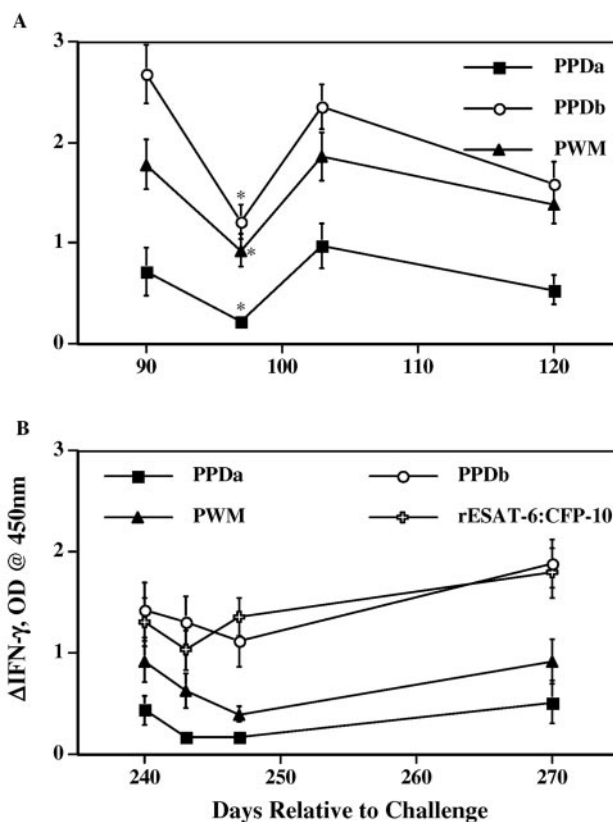 A
3
PPDa
PPDb
2
PWM
*
*
1
*
0
90 100 110 120
B
3
PPDa PPDb
PWM rESAT-6:CFP-10
2
1
0
240 250 260 270
ΔIFN-γ, OD @ 450nm
Days Relative to Challenge